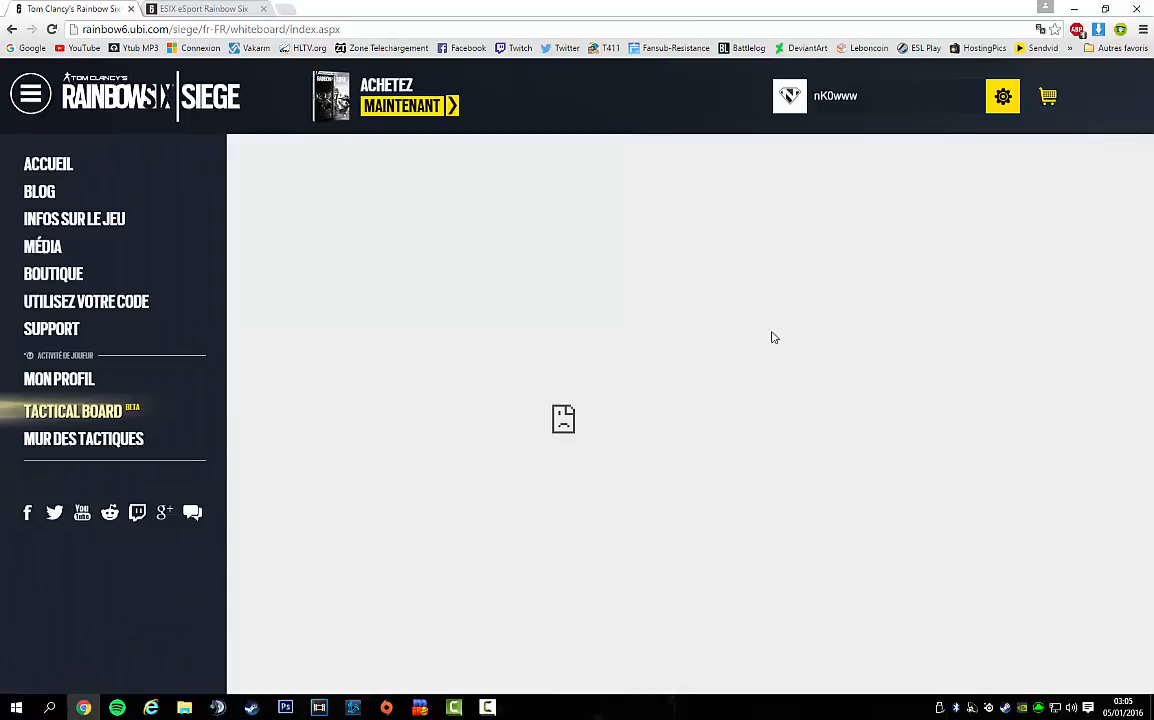 Tom Clancy's Rainbow Six
ESIX eSport Rainbow Six
rainbow6.ubi.com/siege/fr-FR/whiteboard/index.aspx
Google YouTube Ytub MP3 Connexion Vakarm HLTV.org Zone Telechargement Facebook Twitch Twitter T411 Fansub-Resistance Battlelog DeviantArt Leboncoin ESL Play HostingPics Sendvid » Autres favoris
TOM CLANCY'S
RAINBOW SIX | SIEGE
ACHETEZ
MAINTENANT
nK0www
ACCUEIL
BLOG
INFOS SUR LE JEU
MÉDIA
BOUTIQUE
UTILISEZ VOTRE CODE
SUPPORT
ACTIVITÉ DE JOUEUR
MON PROFIL
TACTICAL BOARD BETA
MUR DES TACTIQUES
You Tube
03:05
05/01/2016